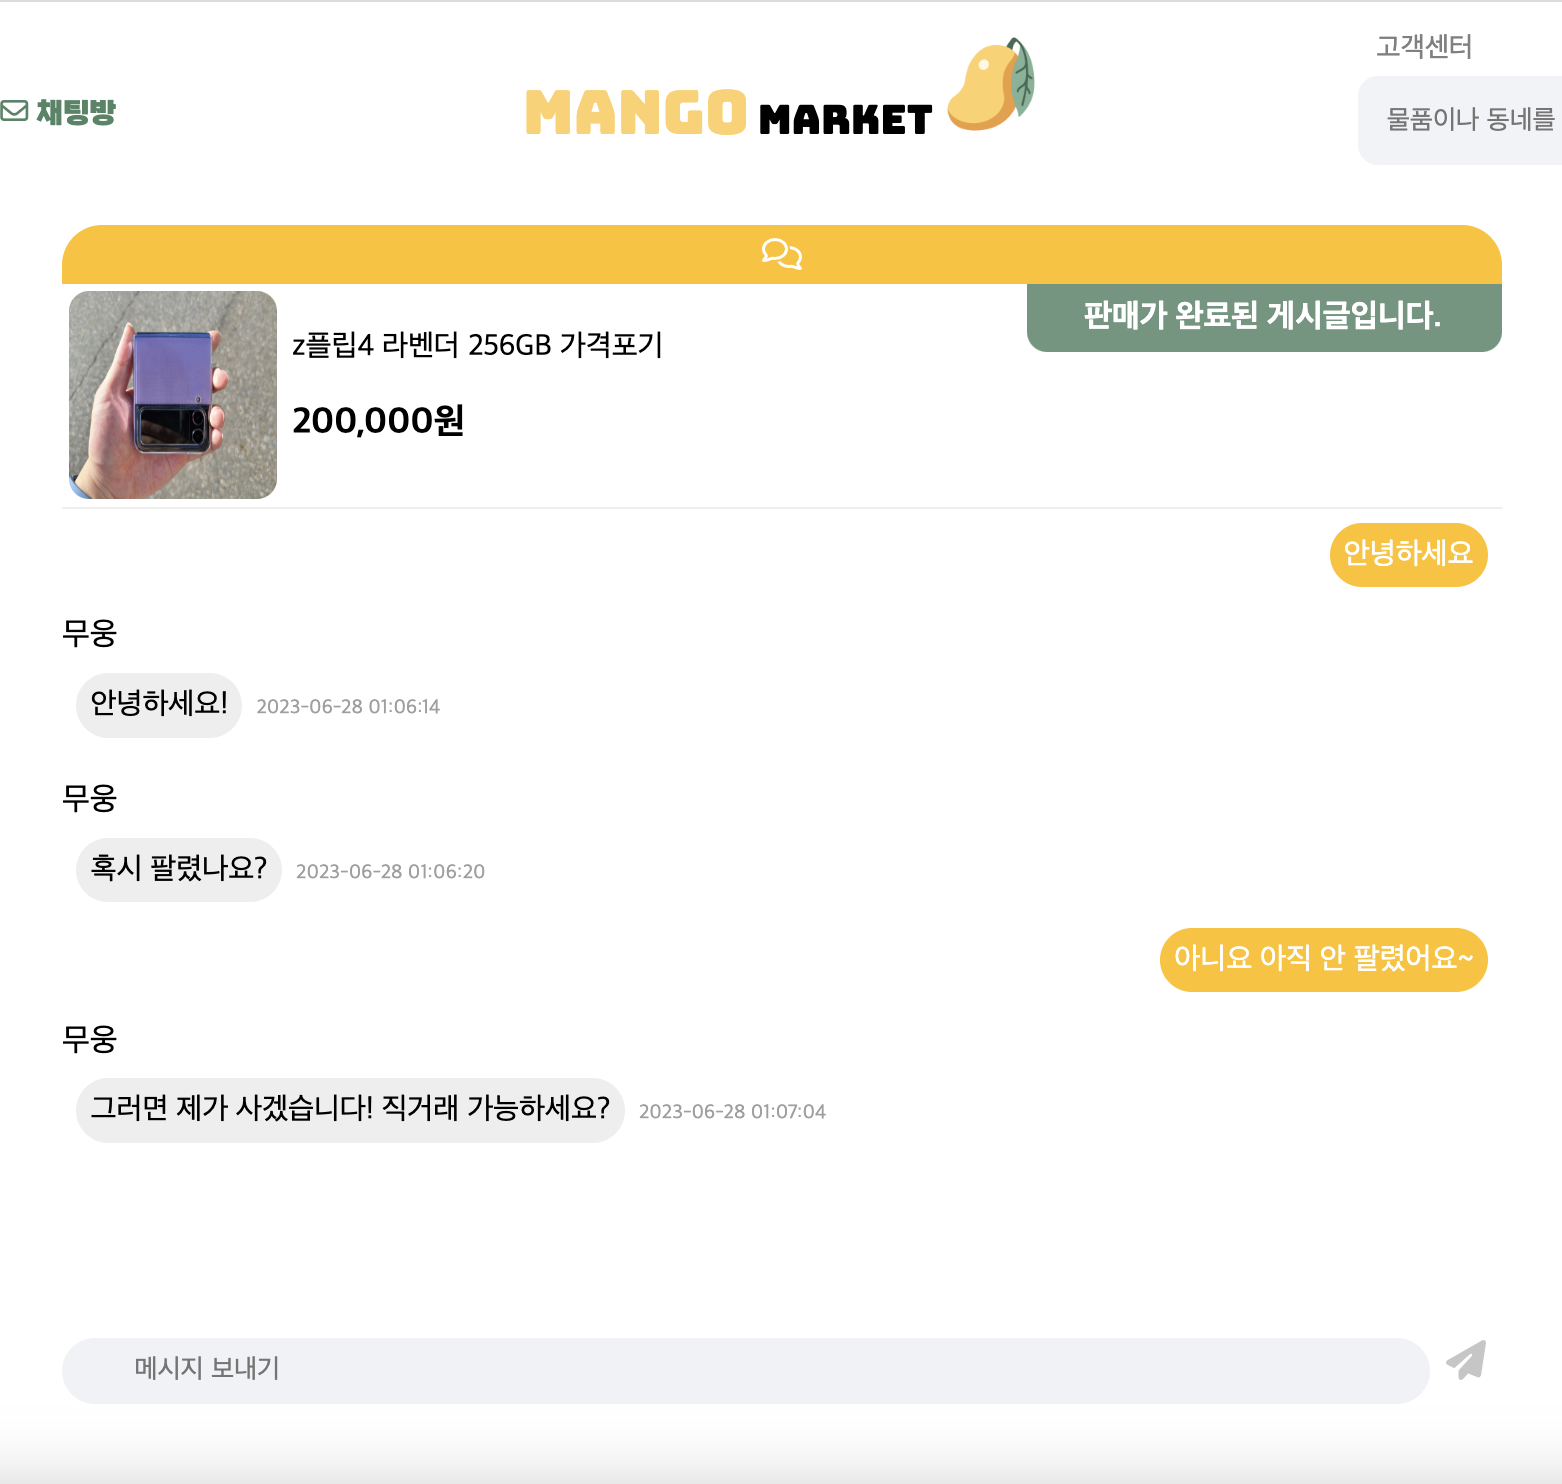 고객센터
채팅방
MANGO MARKET
물품이나 동네를
판매가 완료된 게시글입니다.
z플립4 라벤더 256GB 가격포기
200,000원
안녕하세요
무웅
안녕하세요! 2023-06-28 01:06:14
무웅
혹시 팔렸나요? 2023-06-28 01:06:20
아니요 아직 안 팔렸어요~
무웅
그러면 제가 사겠습니다! 직거래 가능하세요? 2023-06-28 01:07:04
메시지 보내기